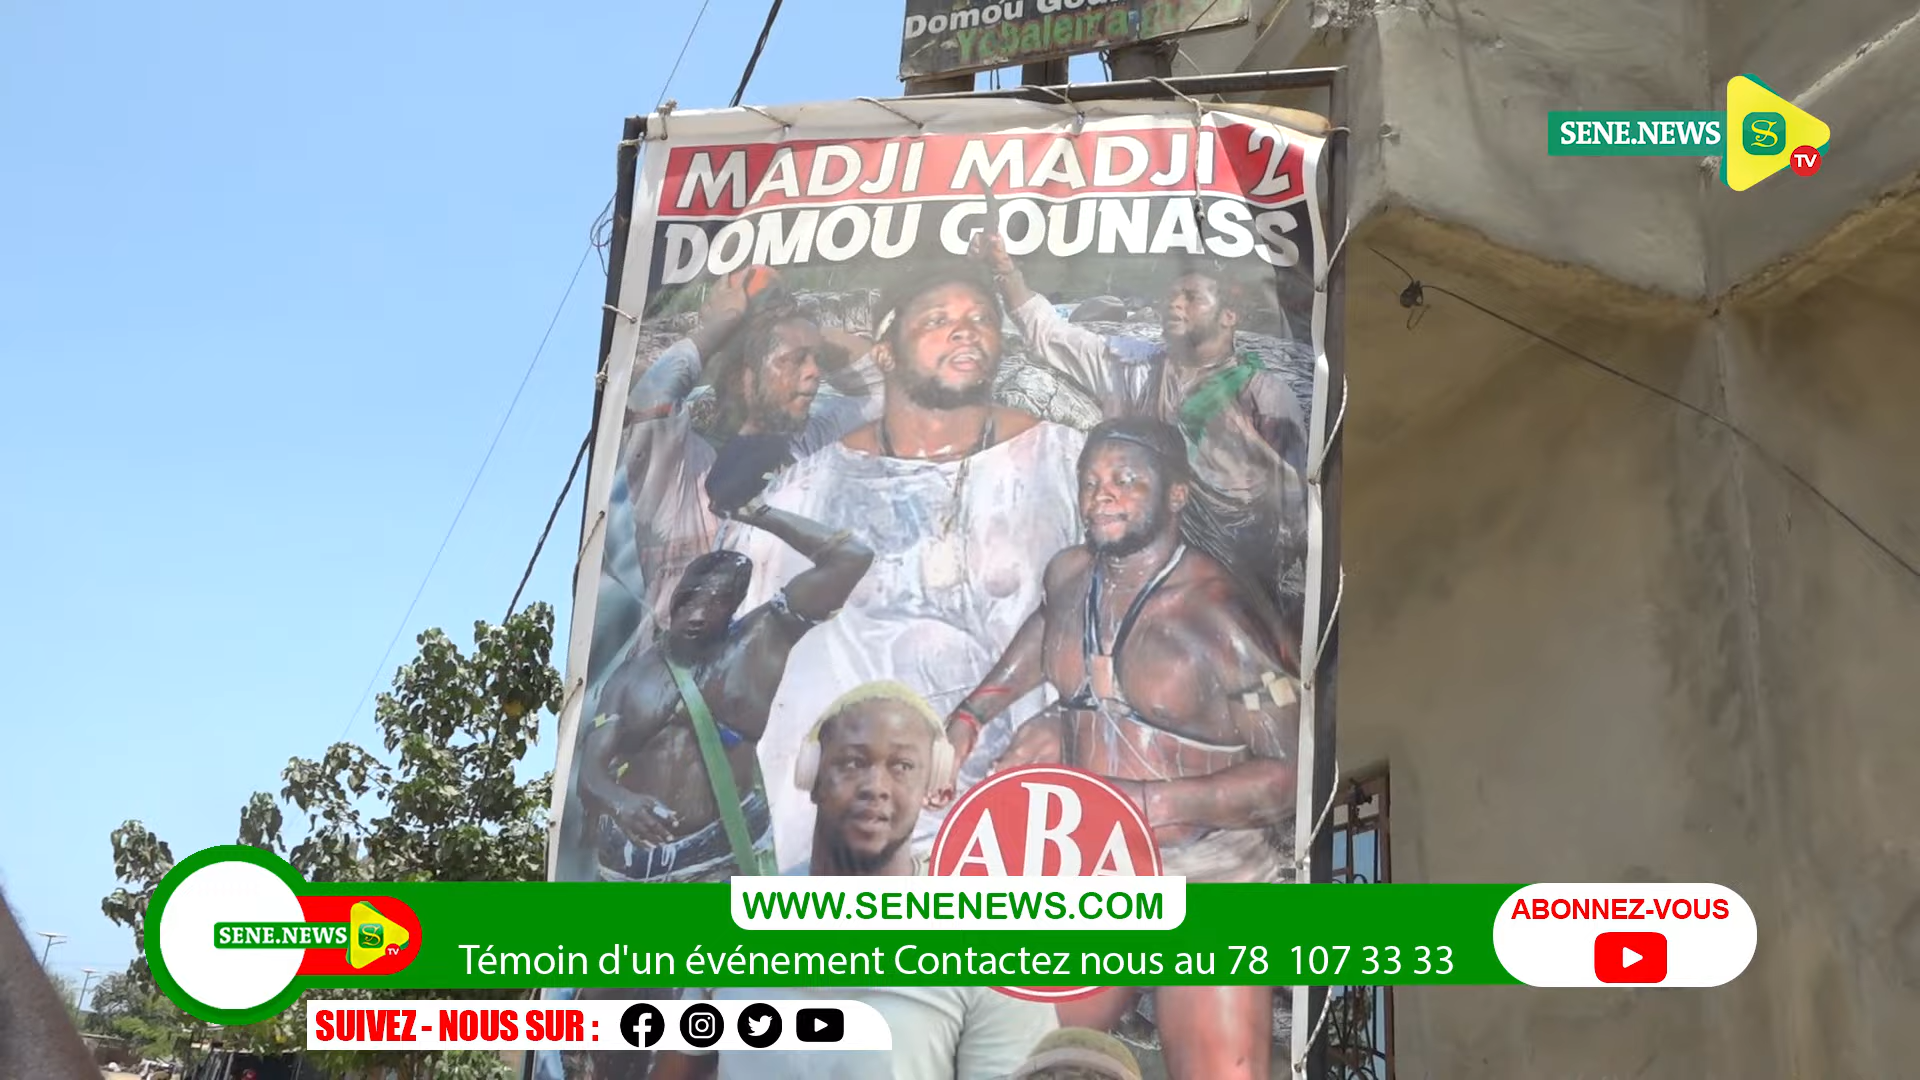 Domou
SENE.NEWS
S
TV
MADJI MADJI 2
DOMOU GOUNASS
ABA
WWW.SENENEWS.COM
ABONNEZ-VOUS
SENE.NEWS
S
TV
Témoin d'un événement Contactez nous au 78 107 33 33
SUIVEZ - NOUS SUR :